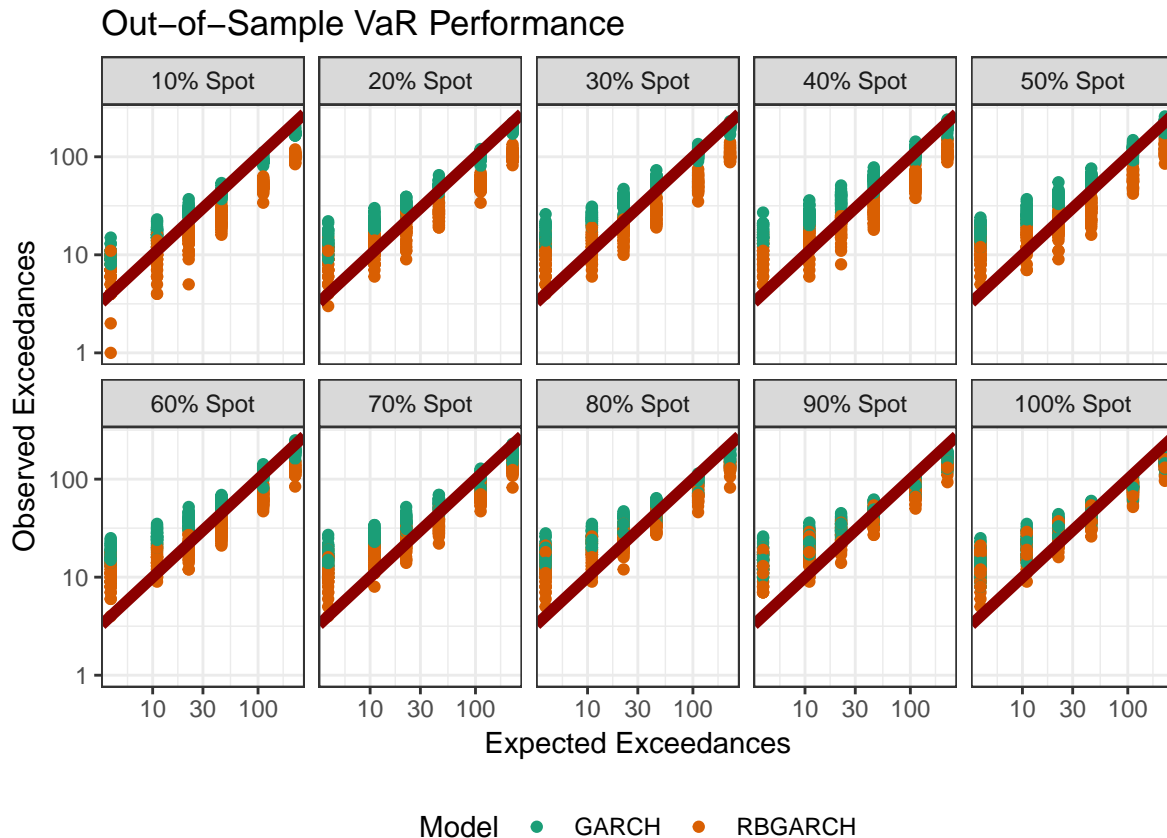 Out−of−Sample VaR Performance
10% Spot 20% Spot 30% Spot 40% Spot 50% Spot
100
10
1
60% Spot 70% Spot 80% Spot 90% Spot 100% Spot
100
10
1
10 30 100 10 30 100 10 30 100 10 30 100 10 30 100
Observed Exceedances
Expected Exceedances
Model GARCH RBGARCH